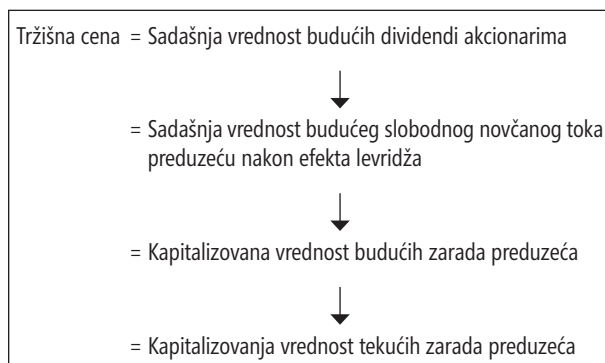 Tržišna cena = Sadašnja vrednost budućih dividendi akcionarima
= Sadašnja vrednost budućeg slobodnog novčanog toka
preduzeću nakon efekta levridža
= Kapitalizovana vrednost budućih zarada preduzeća
= Kapitalizovanja vrednost tekućih zarada preduzeća